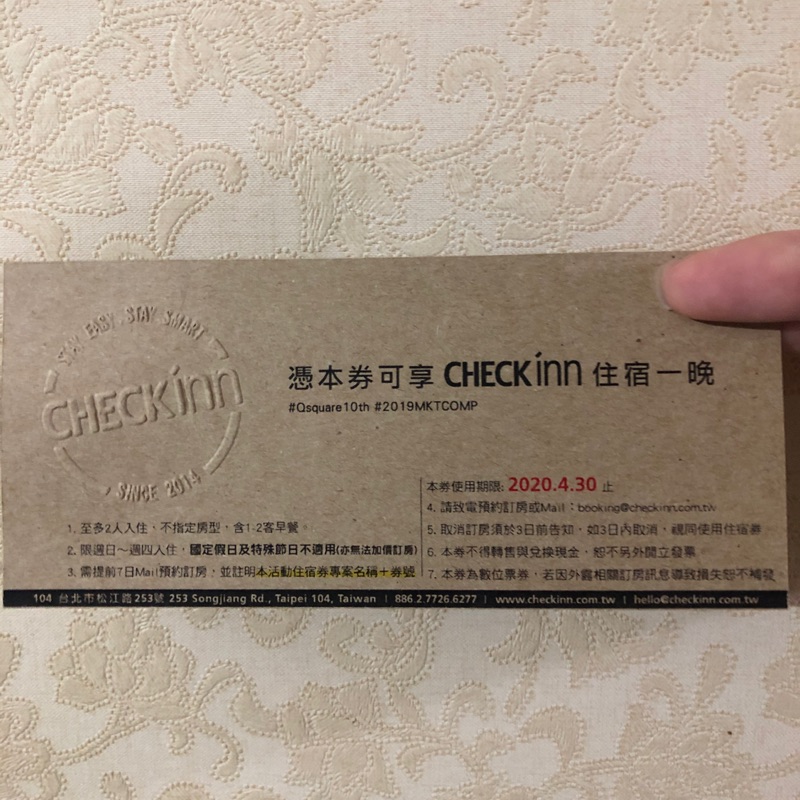 STAY EASY . STAY SMART
CHECKinn
SINCE 2014
憑本券可享 CHECKinn 住宿一晚
#Qsquare10th #2019MKTCOMP
1. 至多2人入住，不指定房型，含1-2客早餐。
2. 限週日～週四入住，國定假日及特殊節日不適用(亦無法加價訂房)
3. 需提前7日Mail預約訂房，並註明本活動住宿券專案名稱＋券號
本券使用期限: 2020.4.30 止
4. 請致電預約訂房或Mail：booking@checkinn.com.tw
5. 取消訂房須於3日前告知，如3日內取消，視同使用住宿券
6. 本券不得轉售與兌換現金，恕不另外開立發票。
7. 本券為數位票券，若因外露相關訂房訊息導致損失恕不補發
104 台北市松江路253號 253 Songjiang Rd., Taipei 104, Taiwan | 886.2.7726.6277 | www.checkinn.com.tw | hello@checkinn.com.tw